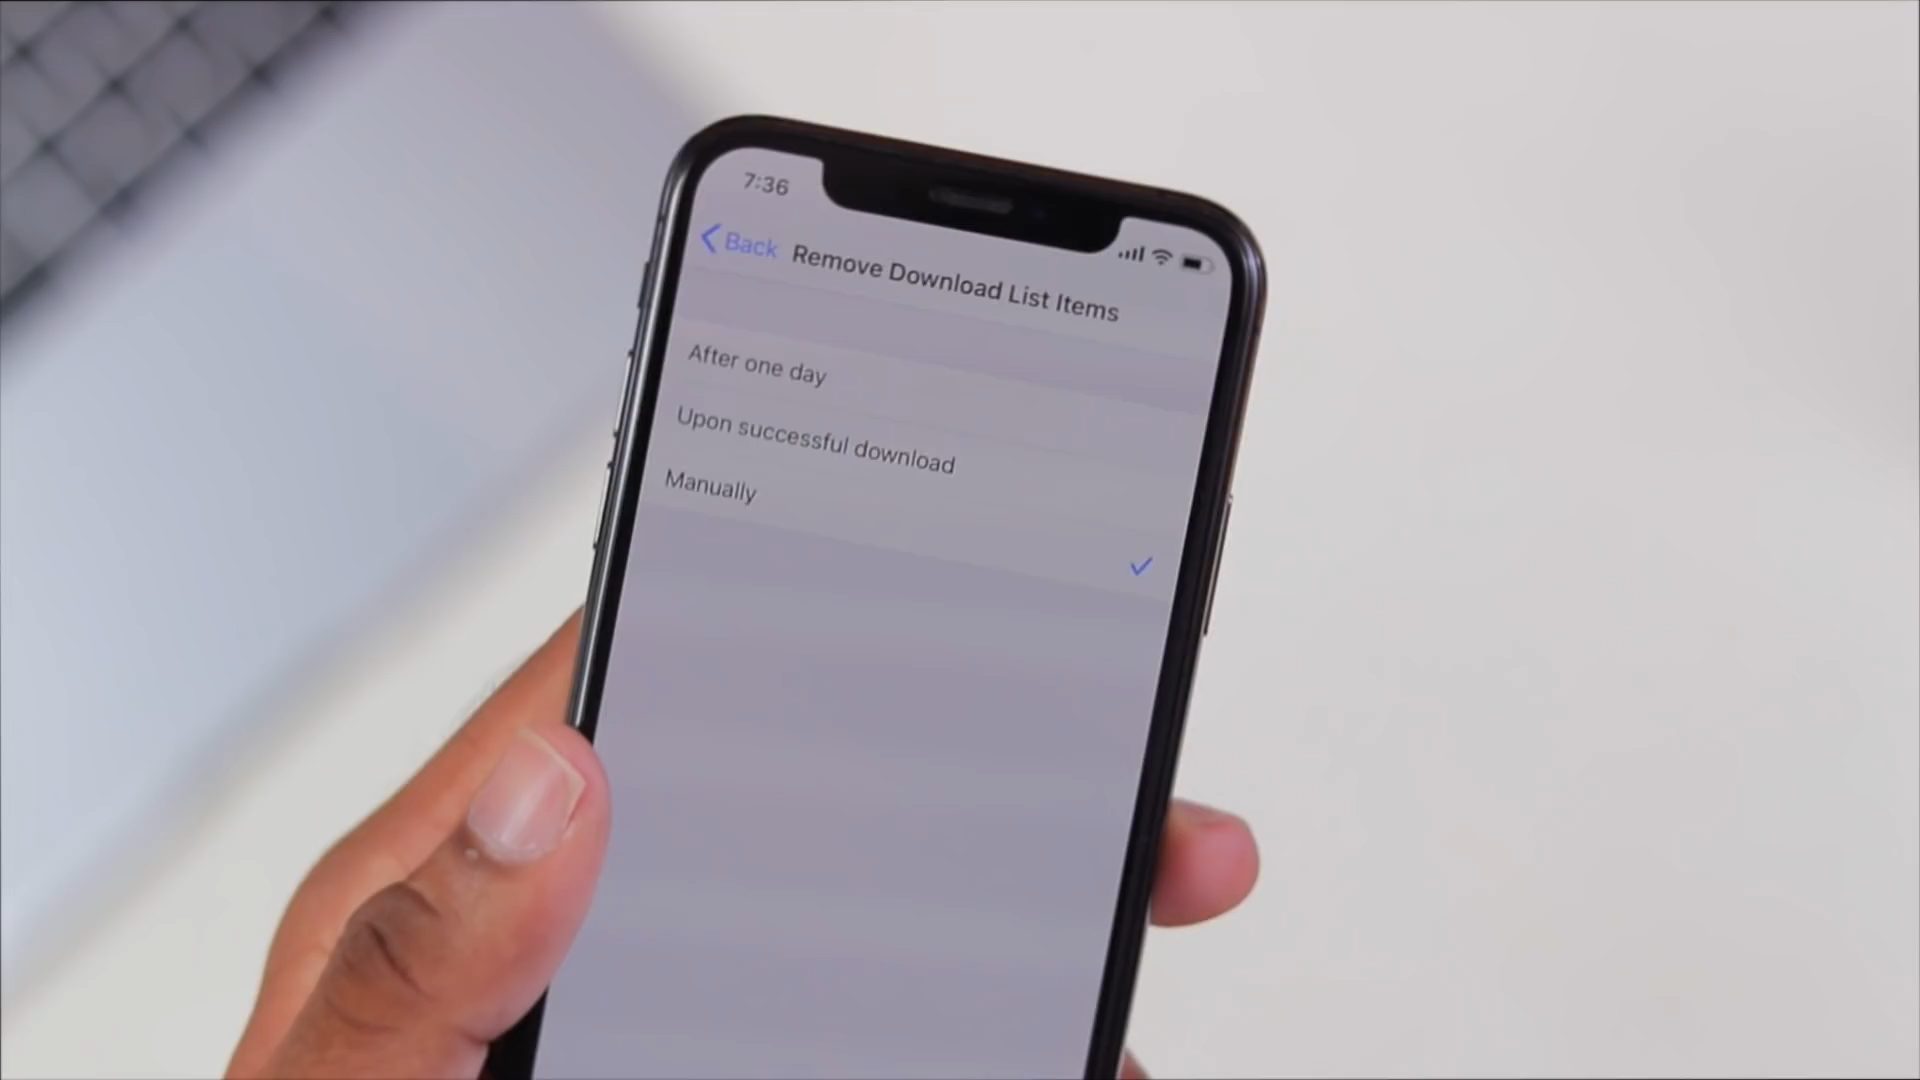 7:36
Back Remove Download List Items
After one day
Upon successful download
Manually